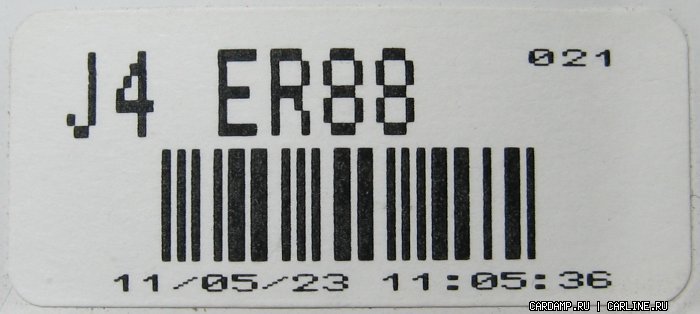 J4 ER88 021
11/05/23 11:05:36
CARDAMP.RU | CARLINE.RU